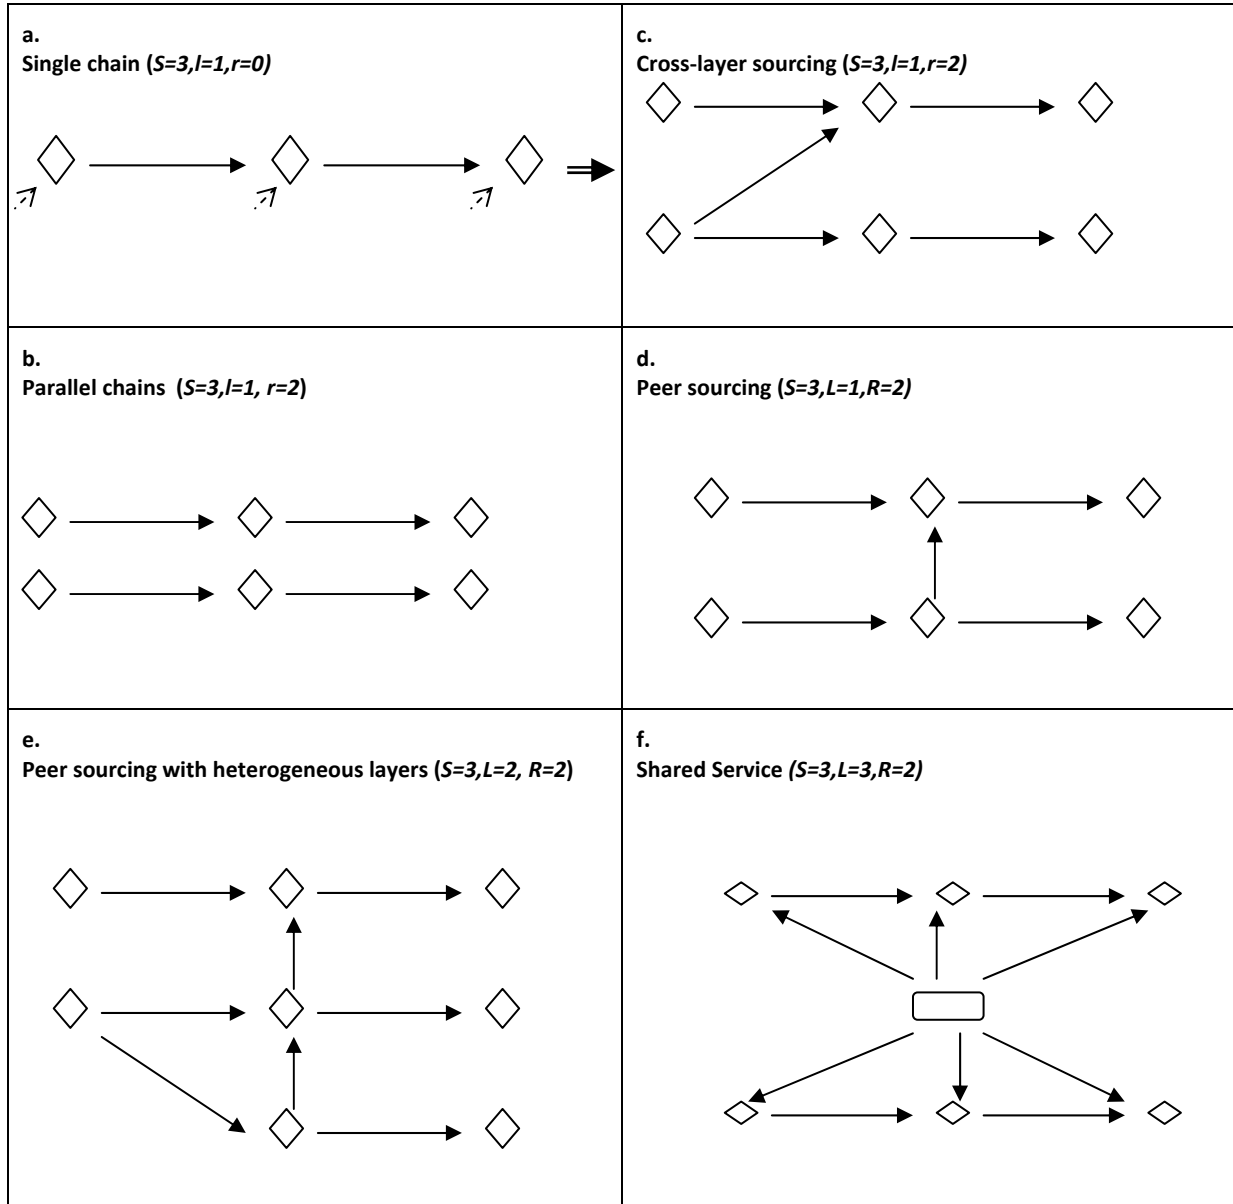 a.
Single chain (S=3,l=1,r=0)
c.
Cross-layer sourcing (S=3,l=1,r=2)
b.
Parallel chains (S=3,l=1, r=2)
d.
Peer sourcing (S=3,L=1,R=2)
e.
Peer sourcing with heterogeneous layers (S=3,L=2, R=2)
f.
Shared Service (S=3,L=3,R=2)